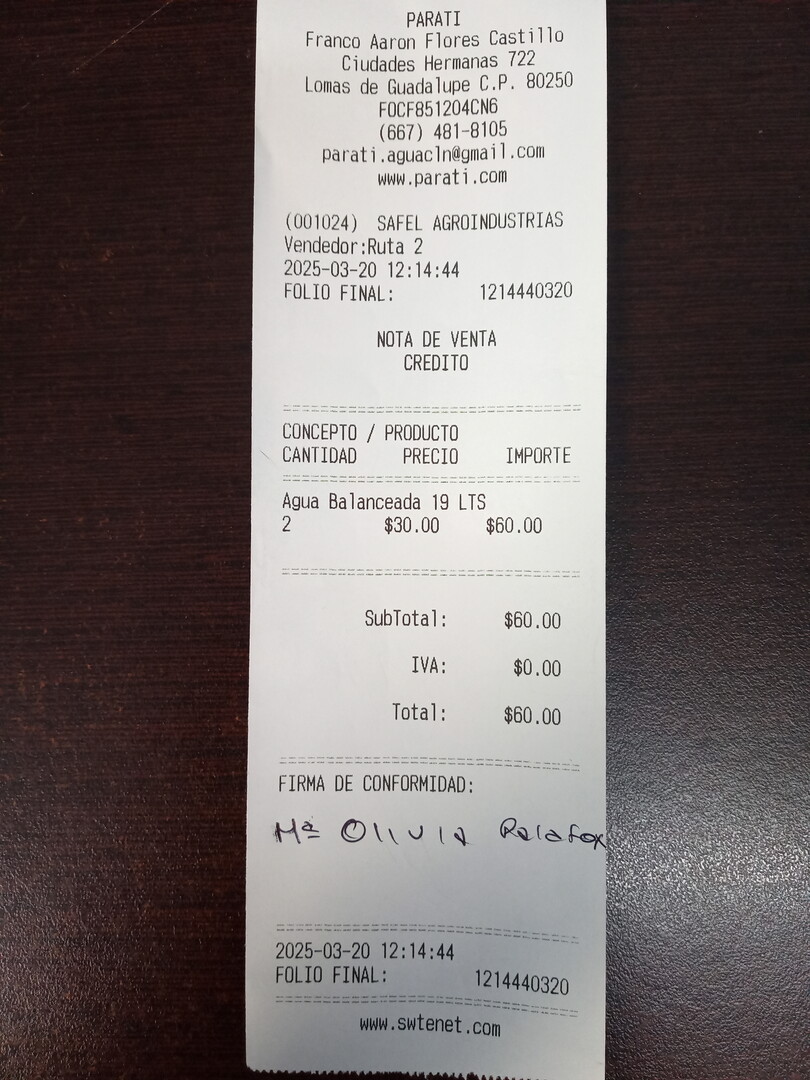 PARATI
Franco Aaron Flores Castillo
Ciudades Hermanas 722
Lomas de Guadalupe C.P. 80250
FOCF851204CN6
(667) 481-8105
parati.aguacln@gmail.com
www.parati.com
(001024) SAFEL AGROINDUSTRIAS
Vendedor:Ruta 2
2025-03-20 12:14:44
FOLIO FINAL: 1214440320
NOTA DE VENTA
CREDITO
CONCEPTO / PRODUCTO
CANTIDAD PRECIO IMPORTE
Agua Balanceada 19 LTS
2 $30.00 $60.00
SubTotal: $60.00
IVA: $0.00
Total: $60.00
FIRMA DE CONFORMIDAD:
Mª Olivia Palafox
2025-03-20 12:14:44
FOLIO FINAL: 1214440320
www.swtenet.com